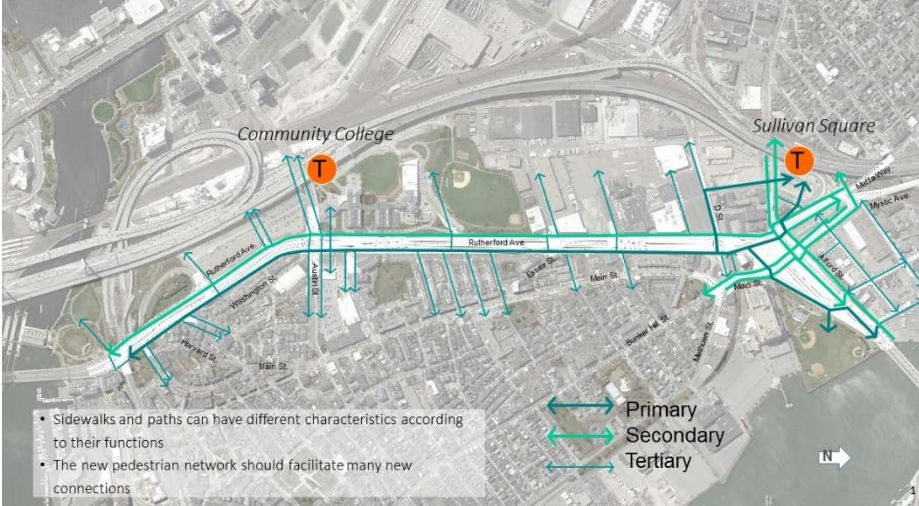 Community College
Sullivan Square
T
T
Maffa Way
Mystic Ave.
D St.
Rutherford Ave.
Rutherford Ave.
Alford St.
Essex St.
Main St.
Main St.
Washington St.
Austin St.
Bunker Hill St.
Methuen St.
Harvard St.
Main St.
• Sidewalks and paths can have different characteristics according
to their functions
• The new pedestrian network should facilitate many new
connections
Primary
Secondary
Tertiary
N
1